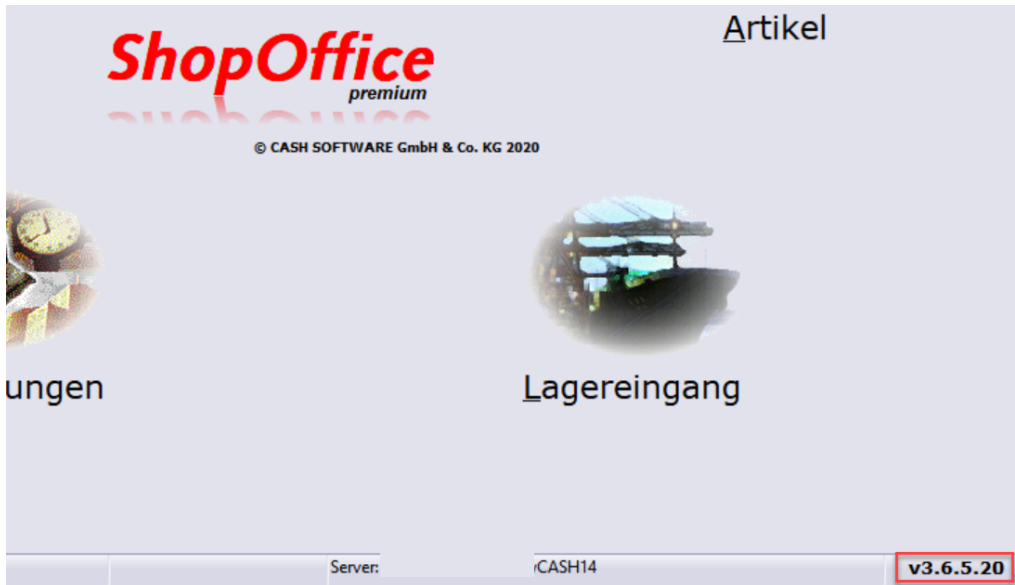 ShopOffice
premium
© CASH SOFTWARE GmbH & Co. KG 2020
Artikel
ungen
Lagereingang
Server:
CASH14
v3.6.5.20